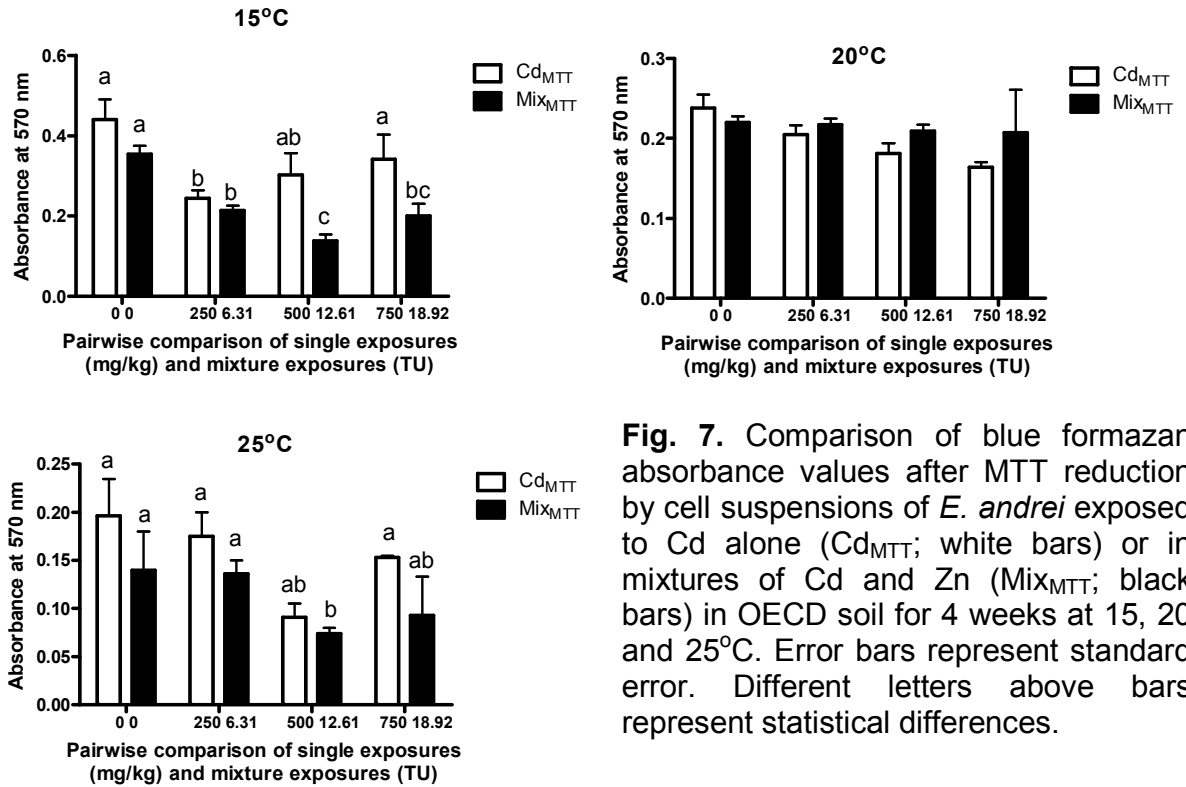 15°C
0.6
0.4
0.2
0.0
Absorbance at 570 nm
a
a
b
b
ab
c
a
bc
Cd_MTT
Mix_MTT
0 0
250 6.31
500 12.61
750 18.92
Pairwise comparison of single exposures
(mg/kg) and mixture exposures (TU)
20°C
0.3
0.2
0.1
0.0
Absorbance at 570 nm
Cd_MTT
Mix_MTT
0 0
250 6.31
500 12.61
750 18.92
Pairwise comparison of single exposures
(mg/kg) and mixture exposures (TU)
25°C
0.25
0.20
0.15
0.10
0.05
0.00
Absorbance at 570 nm
a
a
a
a
ab
b
a
ab
Cd_MTT
Mix_MTT
0 0
250 6.31
500 12.61
750 18.92
Pairwise comparison of single exposures
(mg/kg) and mixture exposures (TU)
Fig. 7. Comparison of blue formazan
absorbance values after MTT reduction
by cell suspensions of E. andrei exposed
to Cd alone (Cd_MTT; white bars) or in
mixtures of Cd and Zn (Mix_MTT; black
bars) in OECD soil for 4 weeks at 15, 20
and 25°C. Error bars represent standard
error. Different letters above bars
represent statistical differences.